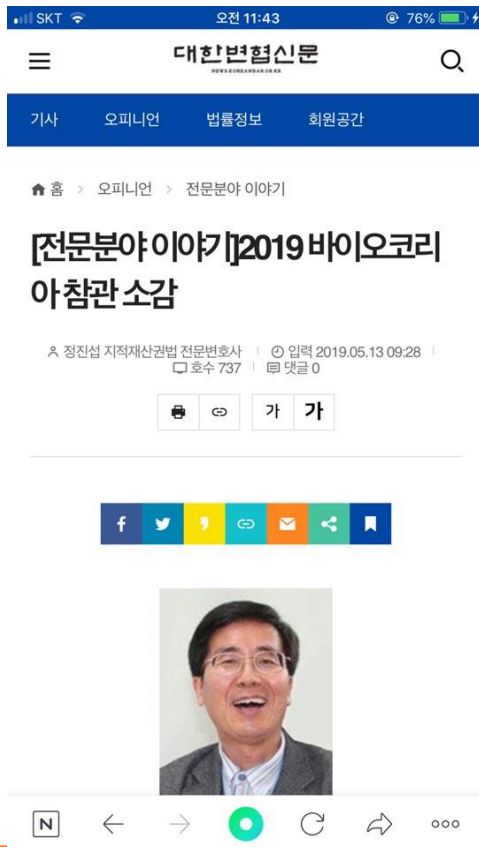 SKT 오전 11:43 76%
대한변협신문
NEWS.KOREANBAR.OR.KR
기사 오피니언 법률정보 회원공간
홈 > 오피니언 > 전문분야 이야기
[전문분야 이야기]2019 바이오코리
아 참관 소감
정진섭 지적재산권법 전문변호사 입력 2019.05.13 09:28
호수 737 댓글 0
가 가
f
N